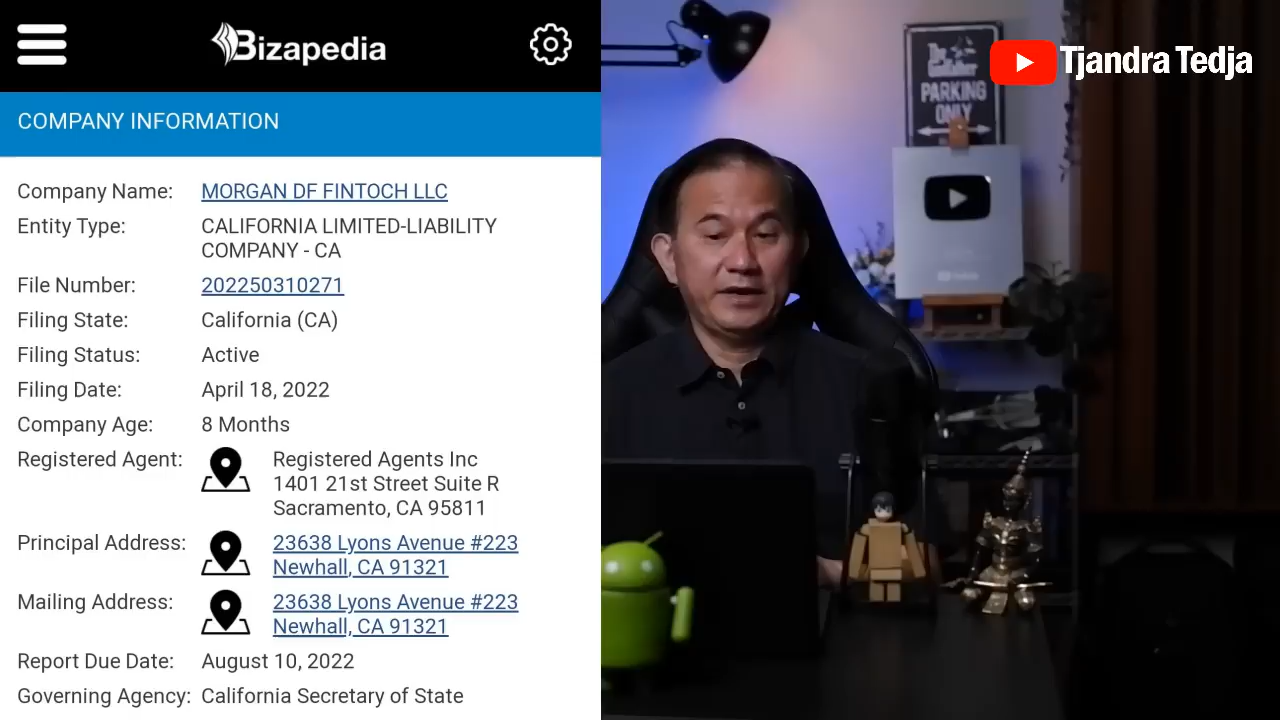 Bizapedia
COMPANY INFORMATION
Company Name: MORGAN DF FINTOCH LLC
Entity Type: CALIFORNIA LIMITED-LIABILITY
COMPANY - CA
File Number: 202250310271
Filing State: California (CA)
Filing Status: Active
Filing Date: April 18, 2022
Company Age: 8 Months
Registered Agent: Registered Agents Inc
1401 21st Street Suite R
Sacramento, CA 95811
Principal Address: 23638 Lyons Avenue #223
Newhall, CA 91321
Mailing Address: 23638 Lyons Avenue #223
Newhall, CA 91321
Report Due Date: August 10, 2022
Governing Agency: California Secretary of State
Tjandra Tedja
The
Godfather
PARKING
ONLY